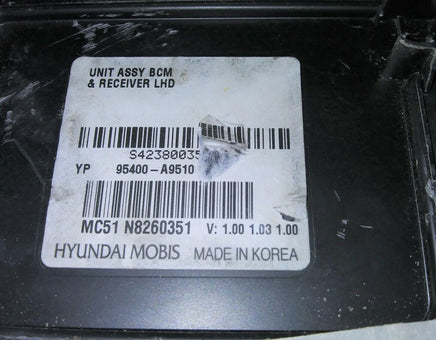 UNIT ASSY BCM
& RECEIVER LHD
S42380035
YP 95400-A9510
MC51 N8260351 V: 1.00 1.03 1.00
HYUNDAI MOBIS MADE IN KOREA